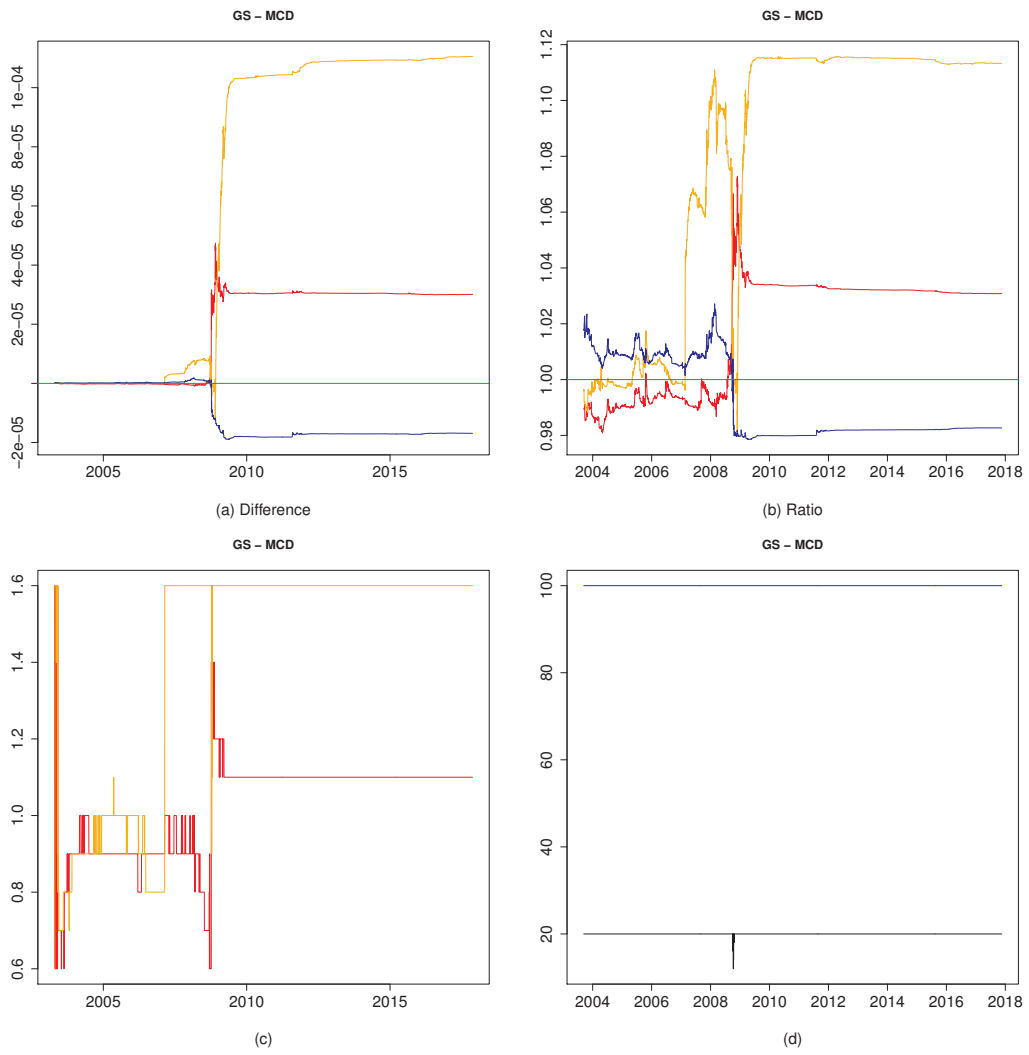 GS − MCD
1e−04
8e−05
6e−05
4e−05
2e−05
−2e−05
2005 2010 2015
(a) Difference
GS − MCD
1.12
1.10
1.08
1.06
1.04
1.02
1.00
0.98
2004 2006 2008 2010 2012 2014 2016 2018
(b) Ratio
GS − MCD
1.6
1.4
1.2
1.0
0.8
0.6
2005 2010 2015
(c)
GS − MCD
100
80
60
40
20
2004 2006 2008 2010 2012 2014 2016 2018
(d)